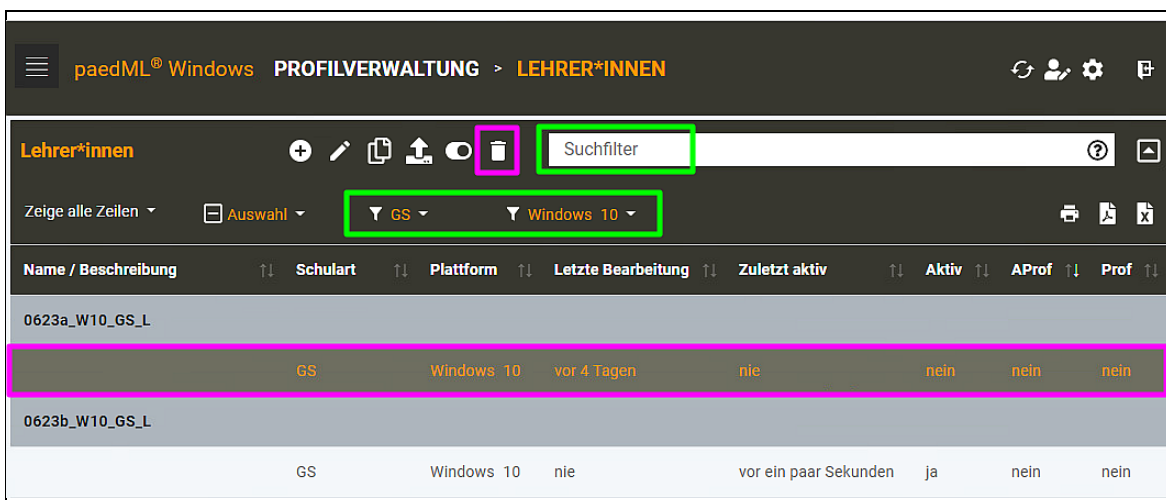 paedML® Windows PROFILVERWALTUNG > LEHRER*INNEN
Lehrer*innen Suchfilter
Zeige alle Zeilen Auswahl GS Windows 10
Name / Beschreibung Schulart Plattform Letzte Bearbeitung Zuletzt aktiv Aktiv AProf Prof
0623a_W10_GS_L
GS Windows 10 vor 4 Tagen nie nein nein nein
0623b_W10_GS_L
GS Windows 10 nie vor ein paar Sekunden ja nein nein